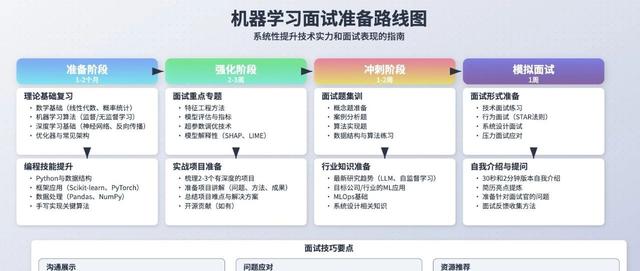 机器学习面试准备路线图
系统性提升技术实力和面试表现的指南
准备阶段
1-2个月
理论基础复习
• 数学基础（线性代数、概率统计）
• 机器学习算法（监督/无监督学习）
• 深度学习基础（神经网络、反向传播）
• 优化器与常见架构
编程技能提升
• Python与数据结构
• 框架应用（Scikit-learn、PyTorch）
• 数据处理（Pandas、NumPy）
• 手写实现关键算法
强化阶段
2-3周
面试重点专题
• 特征工程方法
• 模型评估与指标
• 超参数调优技术
• 模型解释性（SHAP、LIME）
实战项目准备
• 梳理2-3个有深度的项目
• 准备项目讲解（问题、方法、成果）
• 总结项目难点与解决方案
• 开源贡献（如有）
冲刺阶段
1-2周
面试题集训
• 概念题准备
• 案例分析题
• 算法实现题
• 数据结构与算法练习
行业知识准备
• 最新研究趋势（LLM、自监督学习）
• 目标公司/行业的ML应用
• MLOps基础
• 系统设计相关知识
模拟面试
1周
面试形式准备
• 技术面试练习
• 行为面试（STAR法则）
• 系统设计面试
• 压力面试应对
自我介绍与提问
• 30秒和2分钟版本自我介绍
• 简历亮点提炼
• 准备针对面试官的问题
• 面试反馈收集方法
面试技巧要点
沟通展示
问题应对
资源推荐